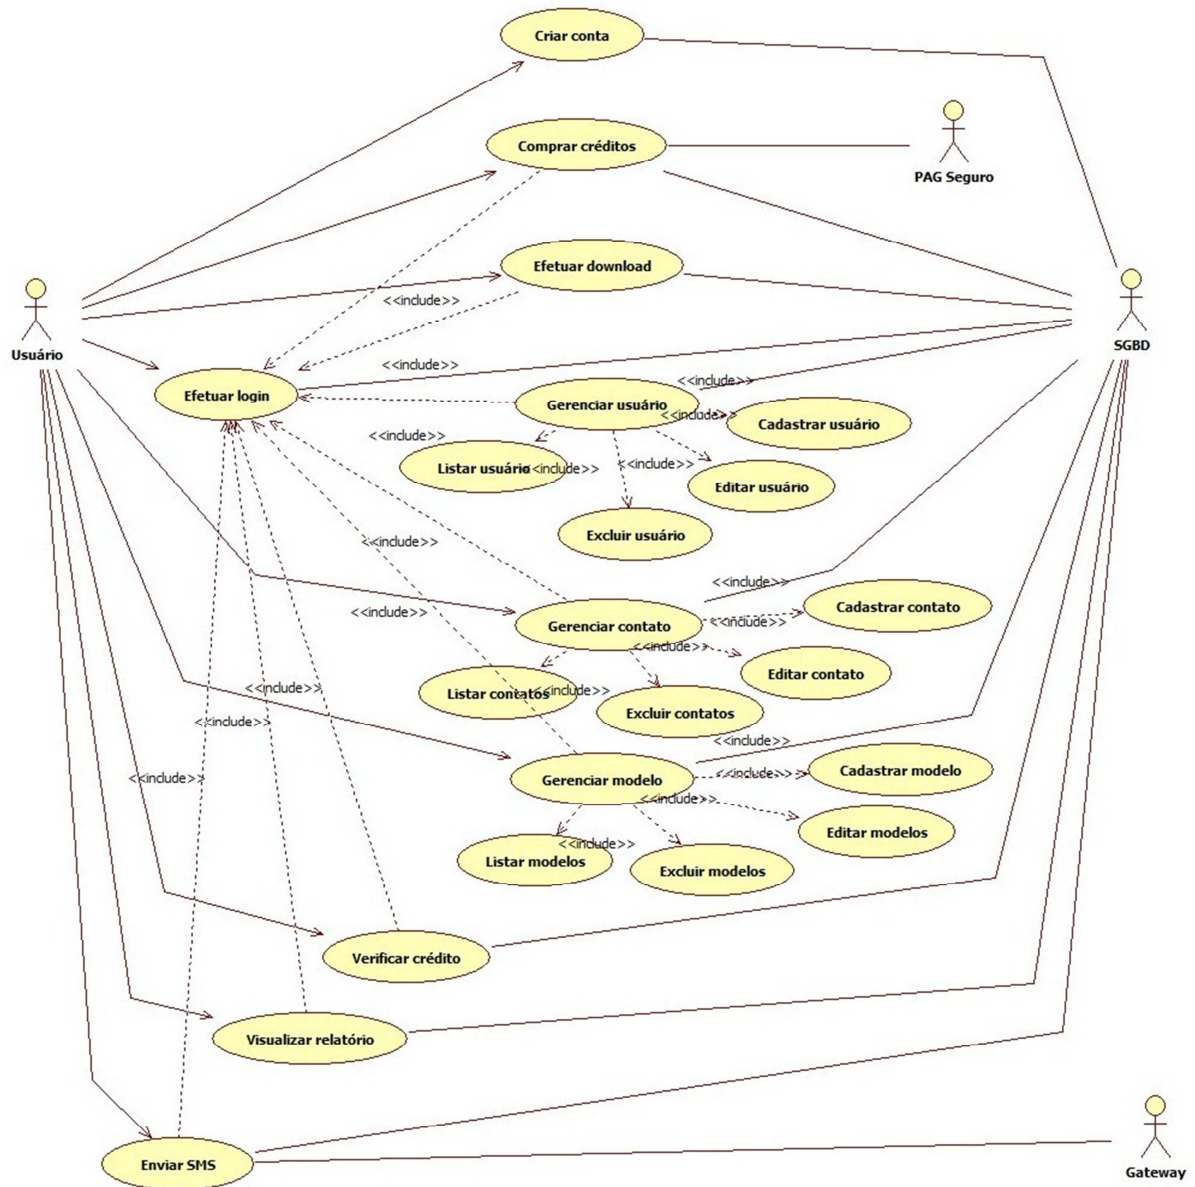 Criar conta
Comprar créditos
PAG Seguro
Efetuar download
<<include>>
Usuário
SGBD
<<include>>
<<include>>
Efetuar login
Gerenciar usuário
<<include>>
Cadastrar usuário
<<include>>
Listar usuário
<<include>>
<<include>>
Editar usuário
Excluir usuário
<<include>>
<<include>>
<<include>>
Cadastrar contato
Gerenciar contato
<<include>>
<<include>>
Editar contato
<<include>>
Listar contatos
<<include>>
Excluir contatos
<<include>>
<<include>>
Gerenciar modelo
<<include>>
Cadastrar modelo
<<include>>
<<include>>
Editar modelos
<<include>>
Listar modelos
Excluir modelos
Verificar crédito
Visualizar relatório
Enviar SMS
Gateway